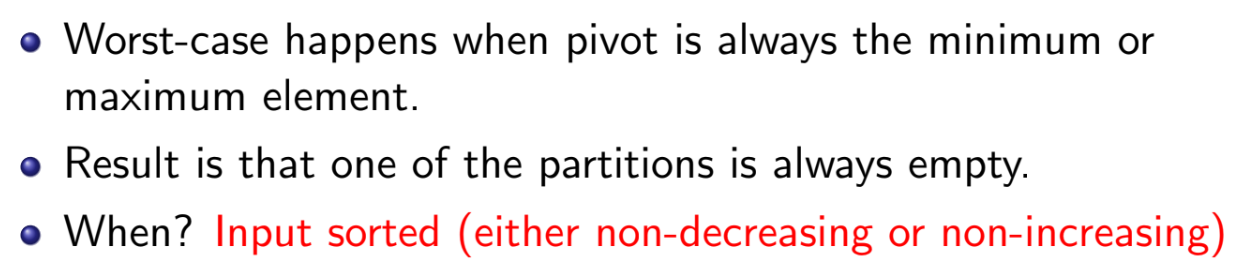 Worst-case happens when pivot is always the minimum or
maximum element.
Result is that one of the partitions is always empty.
When? Input sorted (either non-decreasing or non-increasing)